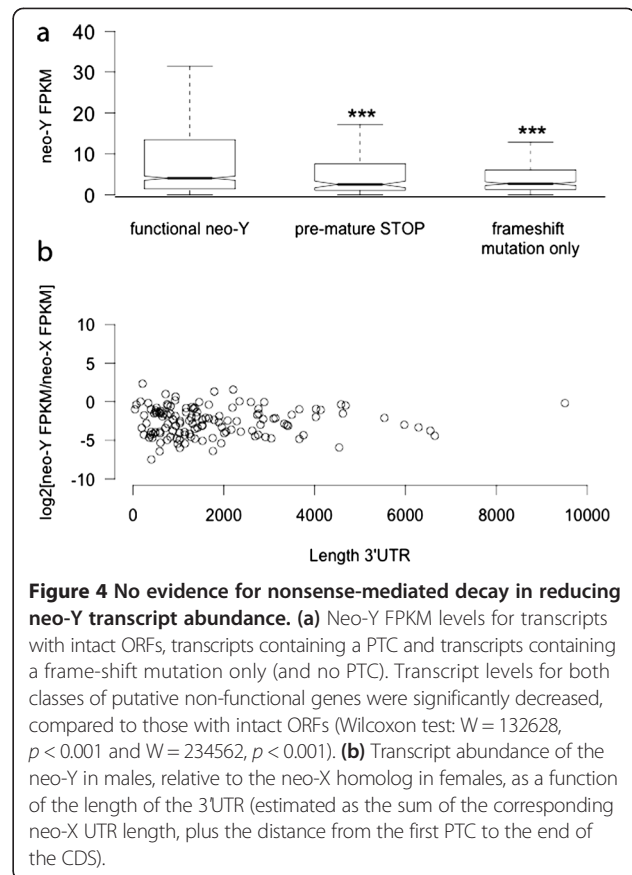 a
neo-Y FPKM
40
30
20
10
0
***
***
functional neo-Y
pre-mature STOP
frameshift
mutation only
b
log2[neo-Y FPKM/neo-X FPKM]
10
5
0
-5
-10
0
2000
4000
6000
8000
10000
Length 3'UTR
Figure 4 No evidence for nonsense-mediated decay in reducing
neo-Y transcript abundance. (a) Neo-Y FPKM levels for transcripts
with intact ORFs, transcripts containing a PTC and transcripts containing
a frame-shift mutation only (and no PTC). Transcript levels for both
classes of putative non-functional genes were significantly decreased,
compared to those with intact ORFs (Wilcoxon test: W = 132628,
p < 0.001 and W = 234562, p < 0.001). (b) Transcript abundance of the
neo-Y in males, relative to the neo-X homolog in females, as a function
of the length of the 3'UTR (estimated as the sum of the corresponding
neo-X UTR length, plus the distance from the first PTC to the end of
the CDS).